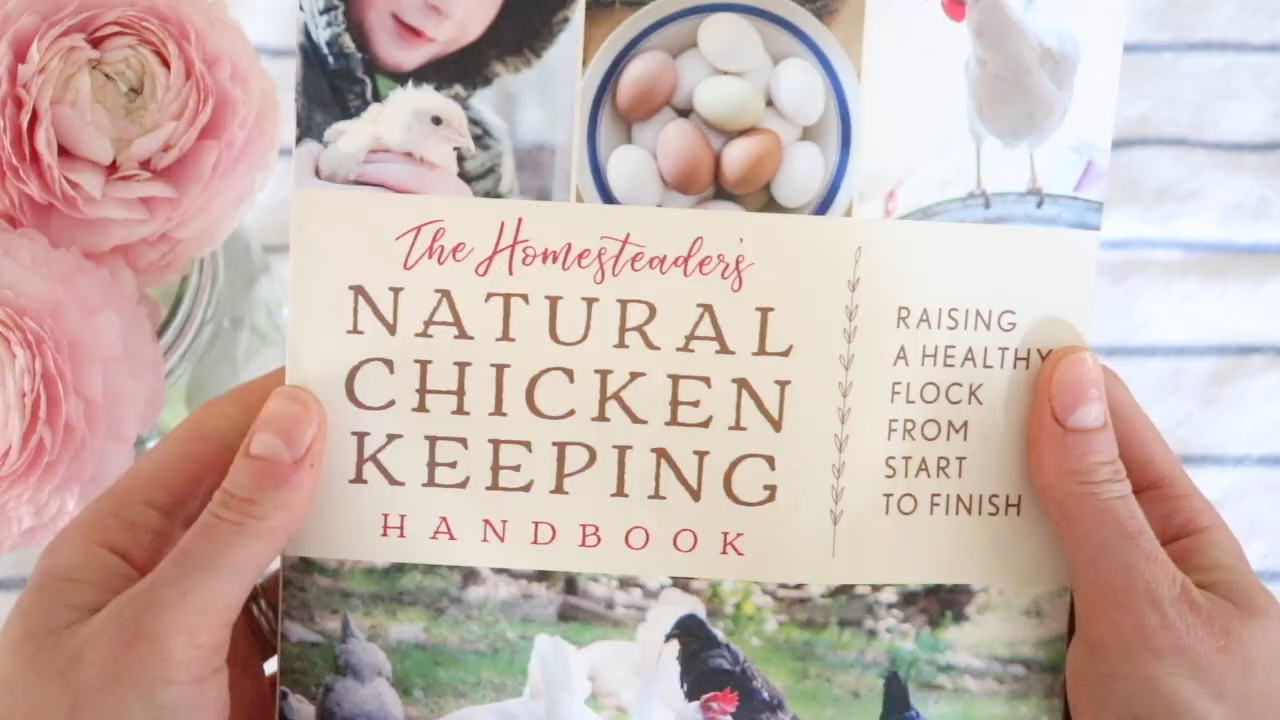 The Homesteader's
NATURAL
CHICKEN
KEEPING
HANDBOOK
RAISING
A HEALTHY
FLOCK
FROM
START
TO FINISH